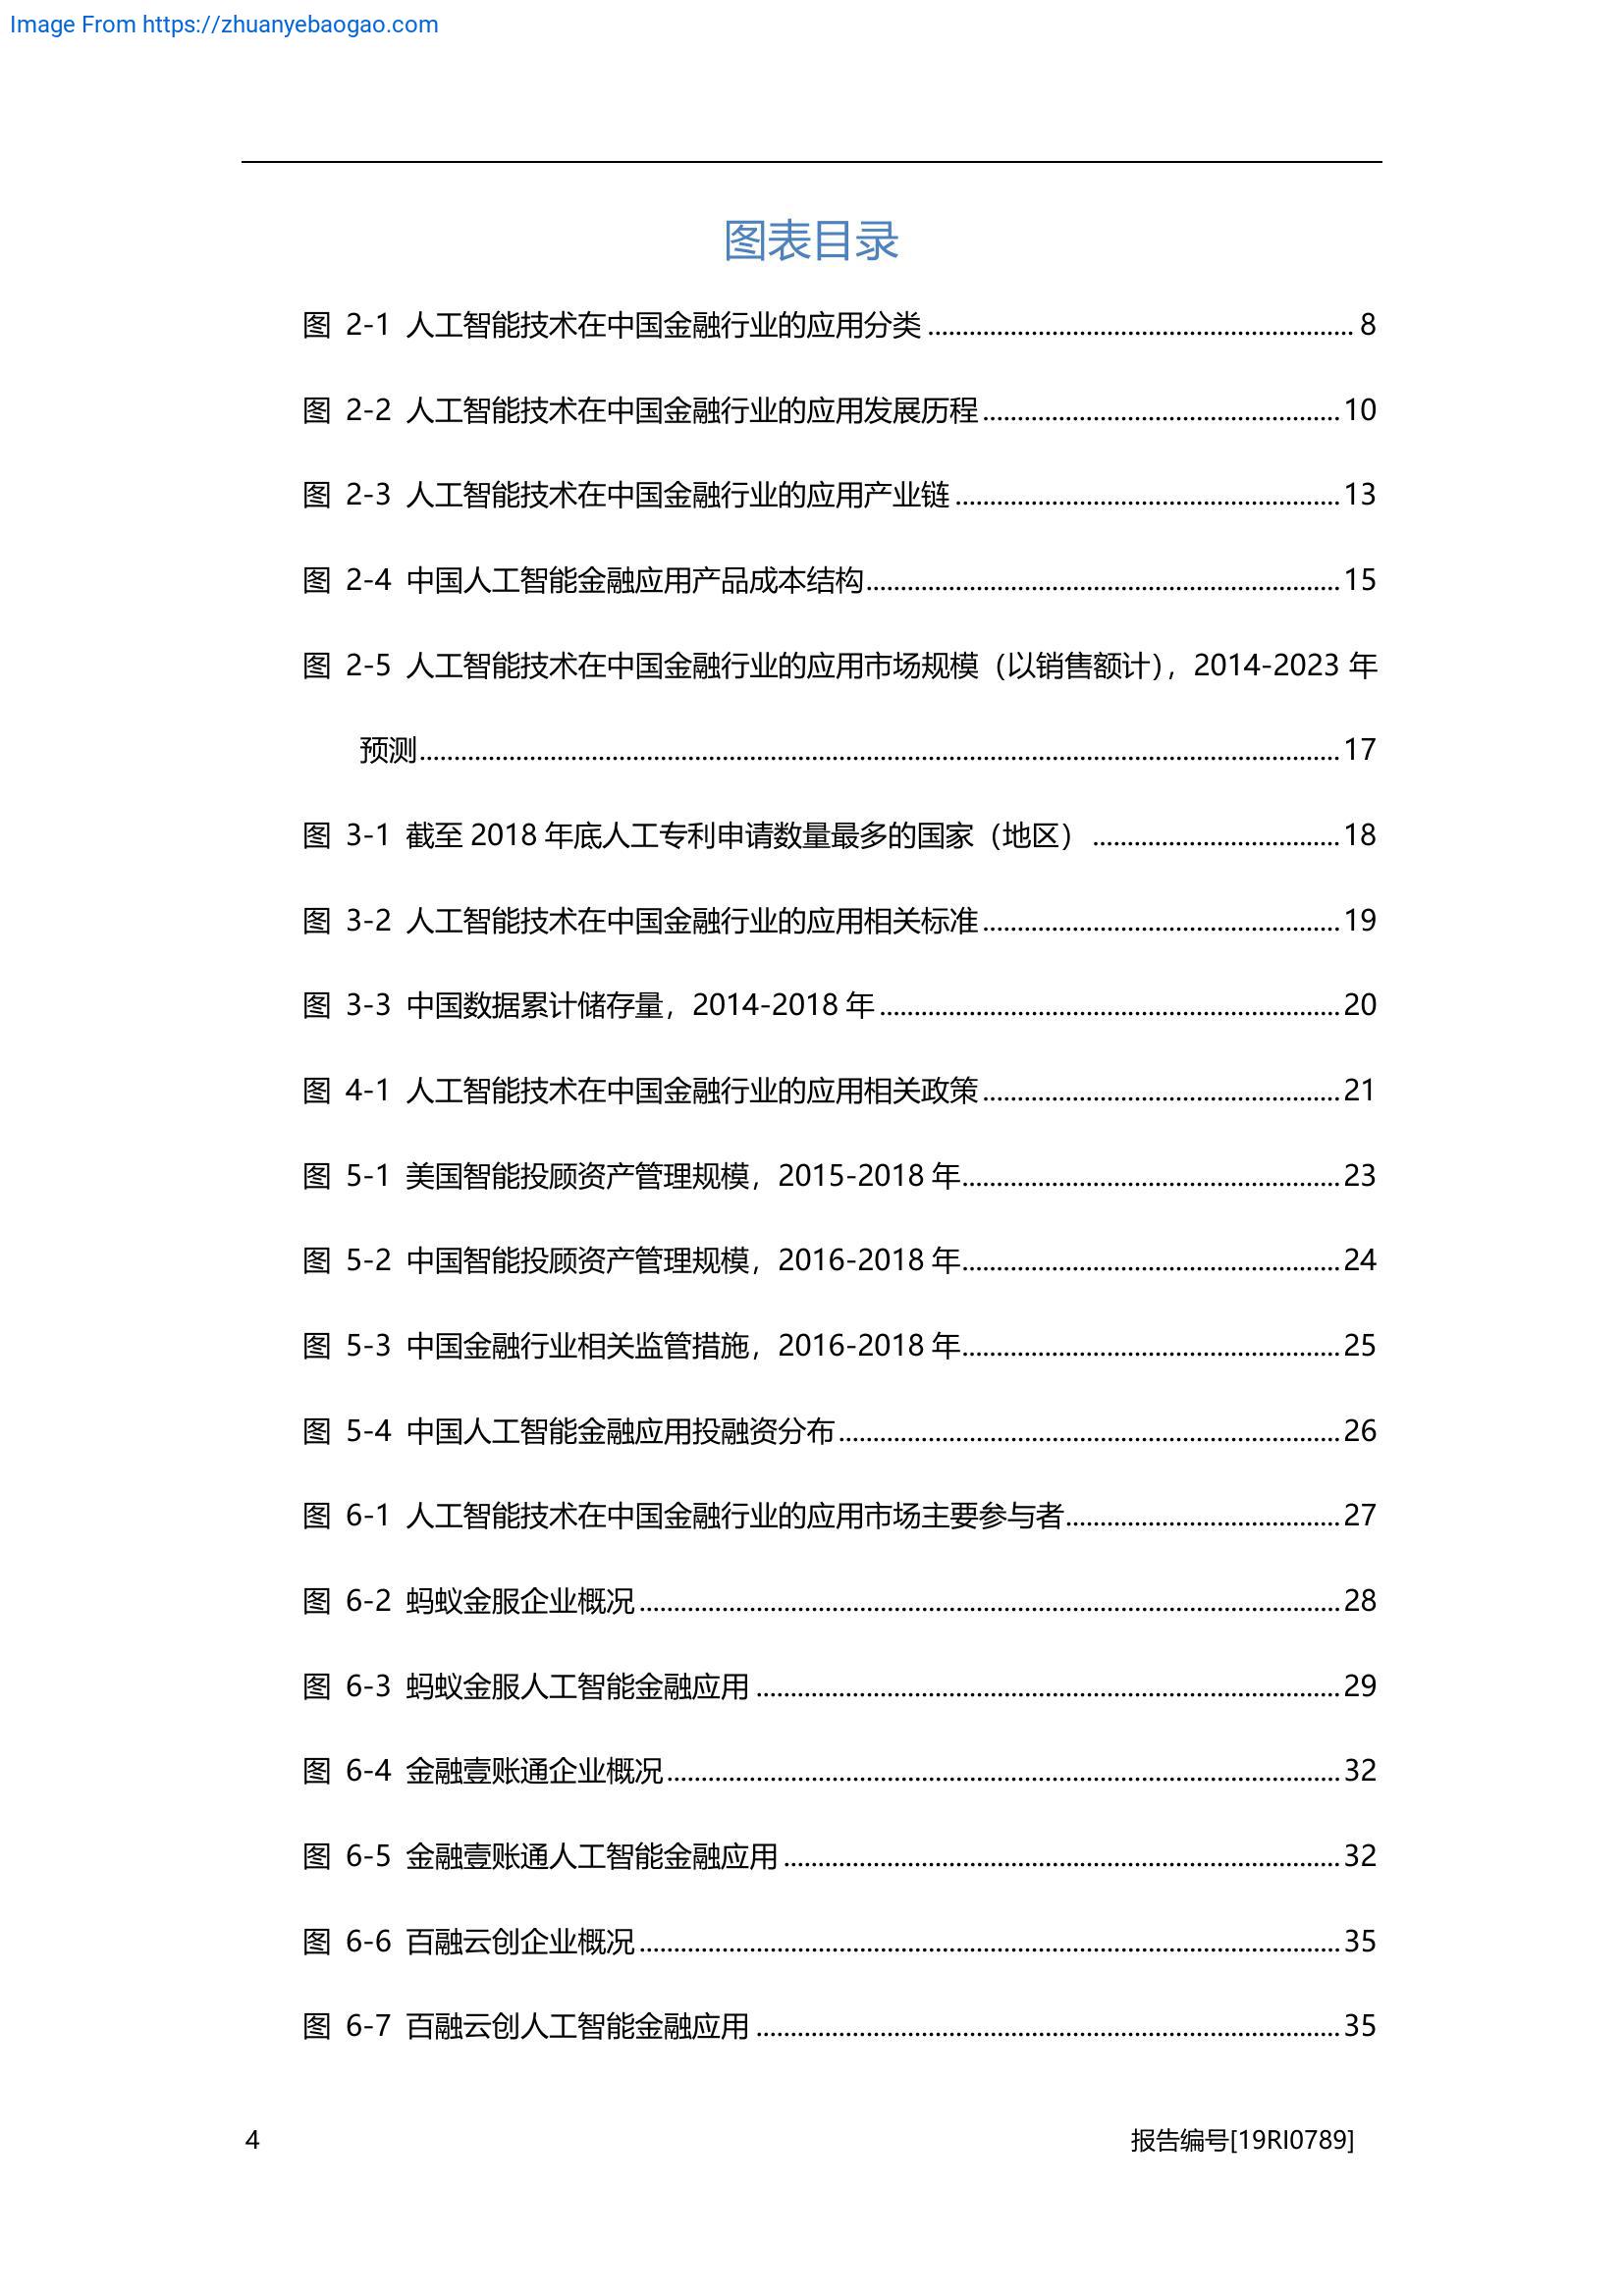 Image From https://zhuanyebaogao.com
图表目录
图 2-1 人工智能技术在中国金融行业的应用分类 ........................................ 8
图 2-2 人工智能技术在中国金融行业的应用发展历程 ........................................ 10
图 2-3 人工智能技术在中国金融行业的应用产业链 ........................................ 13
图 2-4 中国人工智能金融应用产品成本结构 ........................................ 15
图 2-5 人工智能技术在中国金融行业的应用市场规模（以销售额计），2014-2023 年
预测 ........................................ 17
图 3-1 截至 2018 年底人工专利申请数量最多的国家（地区） ........................................ 18
图 3-2 人工智能技术在中国金融行业的应用相关标准 ........................................ 19
图 3-3 中国数据累计储存量，2014-2018 年 ........................................ 20
图 4-1 人工智能技术在中国金融行业的应用相关政策 ........................................ 21
图 5-1 美国智能投顾资产管理规模，2015-2018 年 ........................................ 23
图 5-2 中国智能投顾资产管理规模，2016-2018 年 ........................................ 24
图 5-3 中国金融行业相关监管措施，2016-2018 年 ........................................ 25
图 5-4 中国人工智能金融应用投融资分布 ........................................ 26
图 6-1 人工智能技术在中国金融行业的应用市场主要参与者 ........................................ 27
图 6-2 蚂蚁金服企业概况 ........................................ 28
图 6-3 蚂蚁金服人工智能金融应用 ........................................ 29
图 6-4 金融壹账通企业概况 ........................................ 32
图 6-5 金融壹账通人工智能金融应用 ........................................ 32
图 6-6 百融云创企业概况 ........................................ 35
图 6-7 百融云创人工智能金融应用 ........................................ 35
4 报告编号[19RI0789]